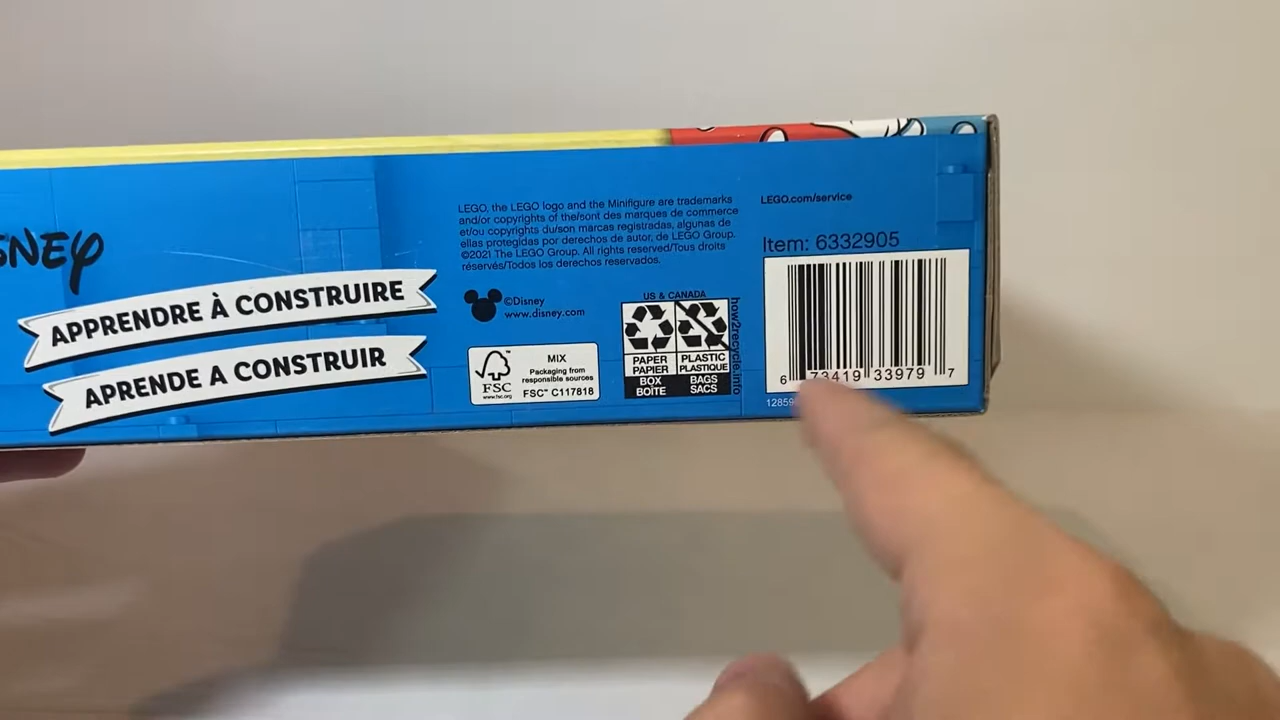 APPRENDRE À CONSTRUIRE
APRENDE A CONSTRUIR
LEGO, the LEGO logo and the Minifigure are trademarks
and/or copyrights of the/sont des marques de commerce
et/ou copyrights du/son marcas registradas, algunas de
ellas protegidas por derechos de autor, de LEGO Group.
©2021 The LEGO Group. All rights reserved/Tous droits
réservés/Todos los derechos reservados.
©Disney
www.disney.com
FSC
www.fsc.org
MIX
Packaging from
responsible sources
FSC™ C117818
US & CANADA
PAPER
PAPIER
BOX
BOÎTE
PLASTIC
PLASTIQUE
BAGS
SACS
how2recycle.info
LEGO.com/service
Item: 6332905
6 73419 33979 7